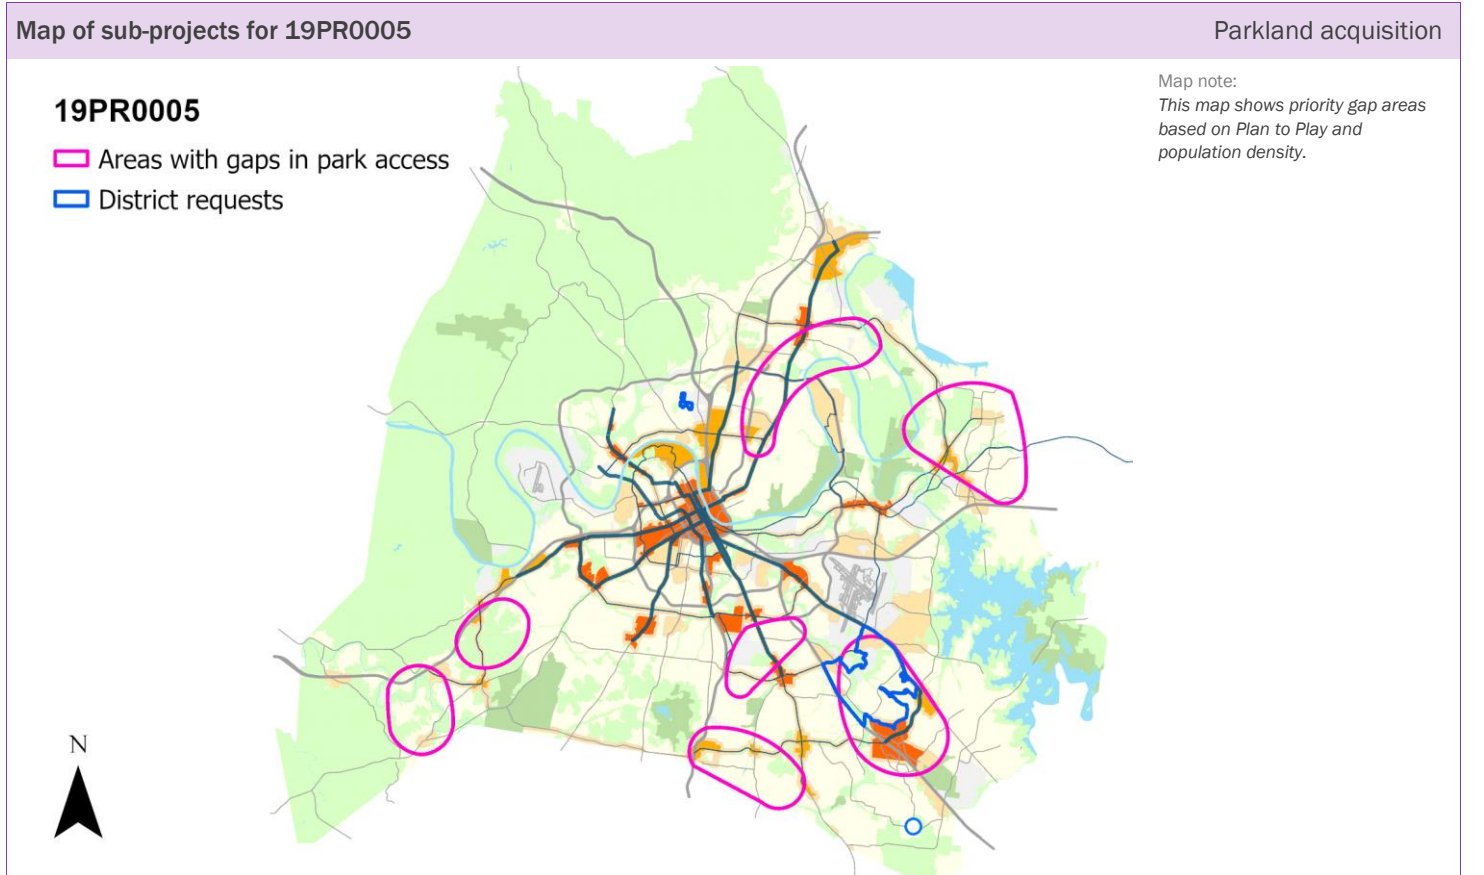 Map of sub-projects for 19PR0005
Parkland acquisition
Map note:
This map shows priority gap areas
based on Plan to Play and
population density.
19PR0005
Areas with gaps in park access
District requests
N